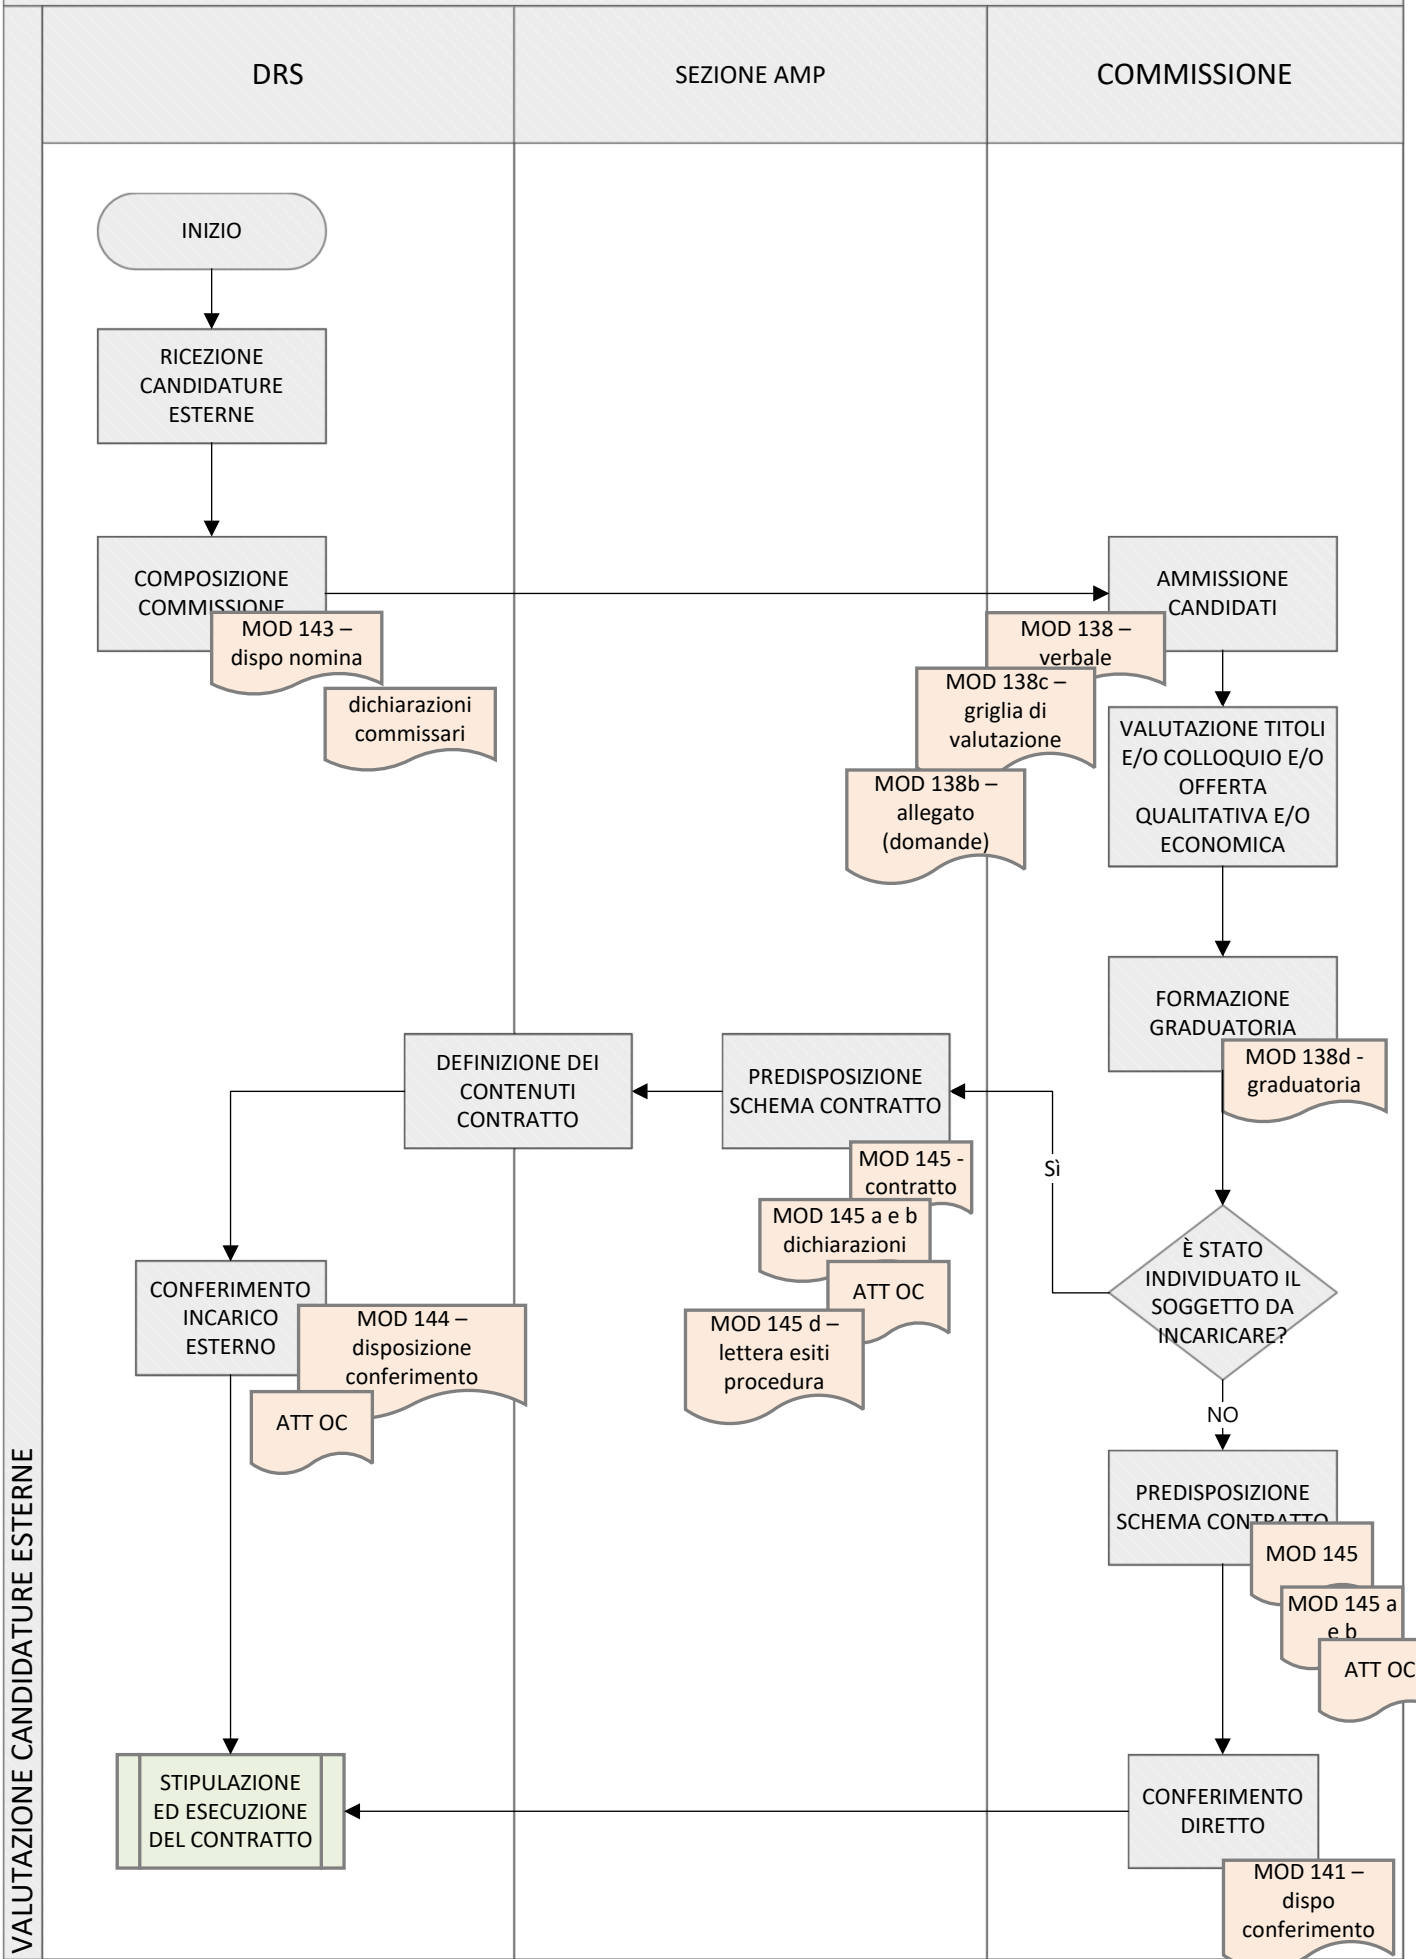 DRS
SEZIONE AMP
COMMISSIONE
VALUTAZIONE CANDIDATURE ESTERNE
INIZIO
RICEZIONE
CANDIDATURE
ESTERNE
COMPOSIZIONE
COMMISSIONE
MOD 143 –
dispo nomina
dichiarazioni
commissari
AMMISSIONE
CANDIDATI
MOD 138 –
verbale
MOD 138c –
griglia di
valutazione
MOD 138b –
allegato
(domande)
VALUTAZIONE TITOLI
E/O COLLOQUIO E/O
OFFERTA
QUALITATIVA E/O
ECONOMICA
FORMAZIONE
GRADUATORIA
MOD 138d -
graduatoria
È STATO
INDIVIDUATO IL
SOGGETTO DA
INCARICARE?
Sì
PREDISPOSIZIONE
SCHEMA CONTRATTO
MOD 145 -
contratto
MOD 145 a e b
dichiarazioni
ATT OC
MOD 145 d –
lettera esiti
procedura
DEFINIZIONE DEI
CONTENUTI
CONTRATTO
CONFERIMENTO
INCARICO
ESTERNO
MOD 144 –
disposizione
conferimento
ATT OC
NO
PREDISPOSIZIONE
SCHEMA CONTRATTO
MOD 145
MOD 145 a
e b
ATT OC
CONFERIMENTO
DIRETTO
MOD 141 –
dispo
conferimento
STIPULAZIONE
ED ESECUZIONE
DEL CONTRATTO